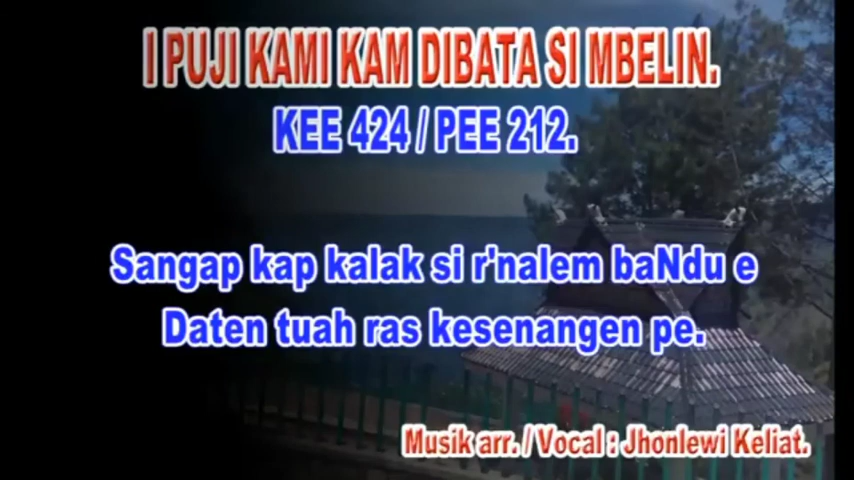 I PUJI KAMI KAM DIBATA SI MBELIN.
KEE 424 / PEE 212.
Sangap kap kalak si r'nalem baNdu e
Daten tuah ras kesenangen pe.
Musik arr. / Vocal : Jhonlewi Keliat.